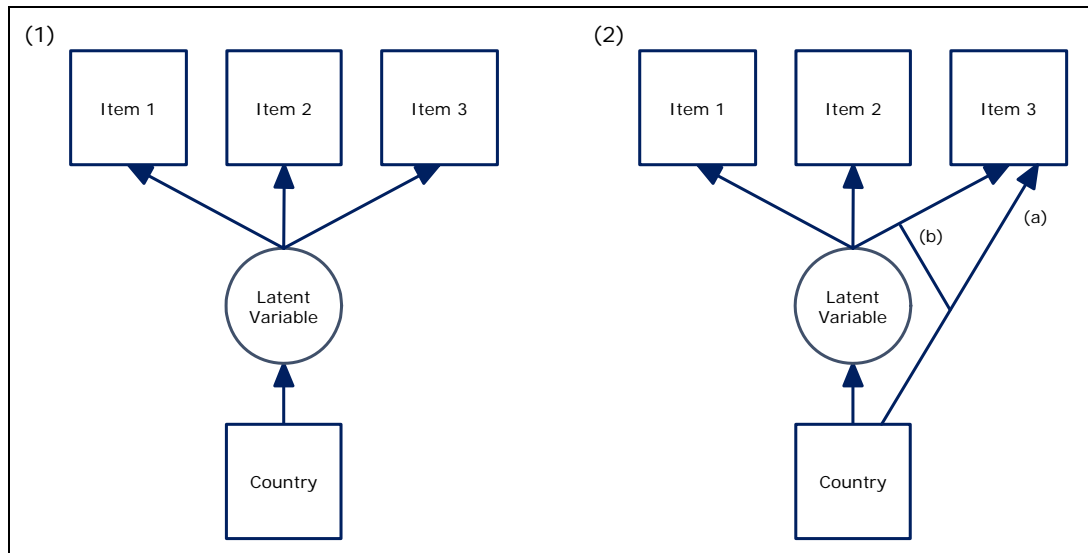 (1)
Item 1
Item 2
Item 3
Latent
Variable
Country
(2)
Item 1
Item 2
Item 3
(a)
(b)
Latent
Variable
Country